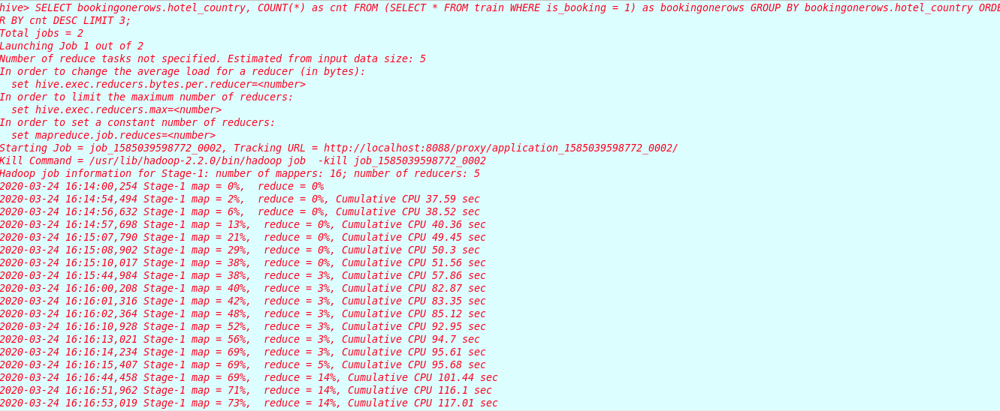 hive> SELECT bookingonerows.hotel_country, COUNT(*) as cnt FROM (SELECT * FROM train WHERE is_booking = 1) as bookingonerows GROUP BY bookingonerows.hotel_country ORDE
R BY cnt DESC LIMIT 3;
Total jobs = 2
Launching Job 1 out of 2
Number of reduce tasks not specified. Estimated from input data size: 5
In order to change the average load for a reducer (in bytes):
  set hive.exec.reducers.bytes.per.reducer=<number>
In order to limit the maximum number of reducers:
  set hive.exec.reducers.max=<number>
In order to set a constant number of reducers:
  set mapreduce.job.reduces=<number>
Starting Job = job_1585039598772_0002, Tracking URL = http://localhost:8088/proxy/application_1585039598772_0002/
Kill Command = /usr/lib/hadoop-2.2.0/bin/hadoop job  -kill job_1585039598772_0002
Hadoop job information for Stage-1: number of mappers: 16; number of reducers: 5
2020-03-24 16:14:00,254 Stage-1 map = 0%,  reduce = 0%
2020-03-24 16:14:54,494 Stage-1 map = 2%,  reduce = 0%, Cumulative CPU 37.59 sec
2020-03-24 16:14:56,632 Stage-1 map = 6%,  reduce = 0%, Cumulative CPU 38.52 sec
2020-03-24 16:14:57,698 Stage-1 map = 13%,  reduce = 0%, Cumulative CPU 40.36 sec
2020-03-24 16:15:07,790 Stage-1 map = 21%,  reduce = 0%, Cumulative CPU 49.45 sec
2020-03-24 16:15:08,902 Stage-1 map = 29%,  reduce = 0%, Cumulative CPU 50.3 sec
2020-03-24 16:15:10,017 Stage-1 map = 38%,  reduce = 0%, Cumulative CPU 51.56 sec
2020-03-24 16:15:44,984 Stage-1 map = 38%,  reduce = 3%, Cumulative CPU 57.86 sec
2020-03-24 16:16:00,208 Stage-1 map = 40%,  reduce = 3%, Cumulative CPU 82.87 sec
2020-03-24 16:16:01,316 Stage-1 map = 42%,  reduce = 3%, Cumulative CPU 83.35 sec
2020-03-24 16:16:02,364 Stage-1 map = 48%,  reduce = 3%, Cumulative CPU 85.12 sec
2020-03-24 16:16:10,928 Stage-1 map = 52%,  reduce = 3%, Cumulative CPU 92.95 sec
2020-03-24 16:16:13,021 Stage-1 map = 56%,  reduce = 3%, Cumulative CPU 94.7 sec
2020-03-24 16:16:14,234 Stage-1 map = 69%,  reduce = 3%, Cumulative CPU 95.61 sec
2020-03-24 16:16:15,407 Stage-1 map = 69%,  reduce = 5%, Cumulative CPU 95.68 sec
2020-03-24 16:16:44,458 Stage-1 map = 69%,  reduce = 14%, Cumulative CPU 101.44 sec
2020-03-24 16:16:51,962 Stage-1 map = 71%,  reduce = 14%, Cumulative CPU 116.1 sec
2020-03-24 16:16:53,019 Stage-1 map = 73%,  reduce = 14%, Cumulative CPU 117.01 sec